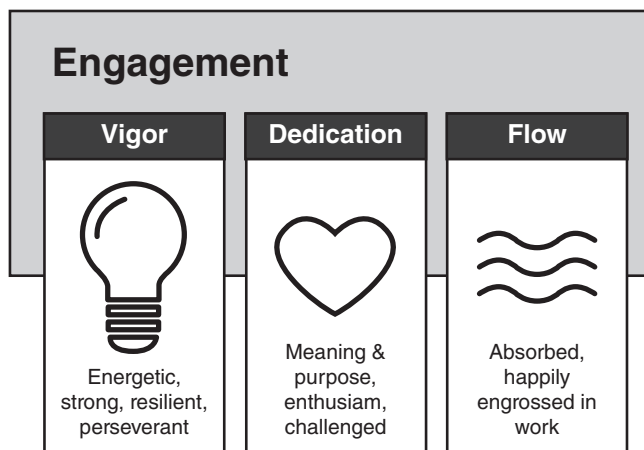 Engagement
Vigor
Energetic,
strong, resilient,
perseverant
Dedication
Meaning &
purpose,
enthusiam,
challenged
Flow
Absorbed,
happily
engrossed in
work